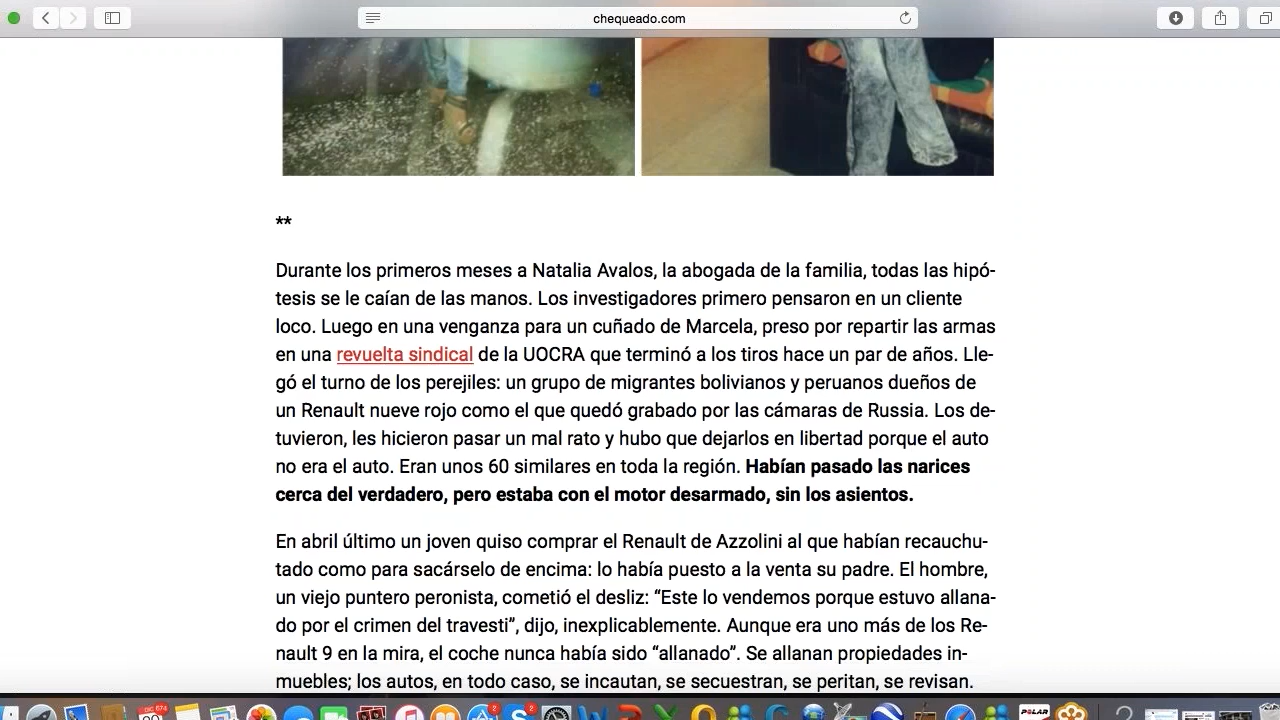 chequeado.com
**
Durante los primeros meses a Natalia Avalos, la abogada de la familia, todas las hipó-
tesis se le caían de las manos. Los investigadores primero pensaron en un cliente
loco. Luego en una venganza para un cuñado de Marcela, preso por repartir las armas
en una revuelta sindical de la UOCRA que terminó a los tiros hace un par de años. Lle-
gó el turno de los perejiles: un grupo de migrantes bolivianos y peruanos dueños de
un Renault nueve rojo como el que quedó grabado por las cámaras de Russia. Los de-
tuvieron, les hicieron pasar un mal rato y hubo que dejarlos en libertad porque el auto
no era el auto. Eran unos 60 similares en toda la región. Habían pasado las narices
cerca del verdadero, pero estaba con el motor desarmado, sin los asientos.
En abril último un joven quiso comprar el Renault de Azzolini al que habían recauchu-
tado como para sacárselo de encima: lo había puesto a la venta su padre. El hombre,
un viejo puntero peronista, cometió el desliz: “Este lo vendemos porque estuvo allana-
do por el crimen del travesti”, dijo, inexplicablemente. Aunque era uno más de los Re-
nault 9 en la mira, el coche nunca había sido “allanado”. Se allanan propiedades in-
muebles; los autos, en todo caso, se incautan, se secuestran, se peritan, se revisan.
2 2 POLAR